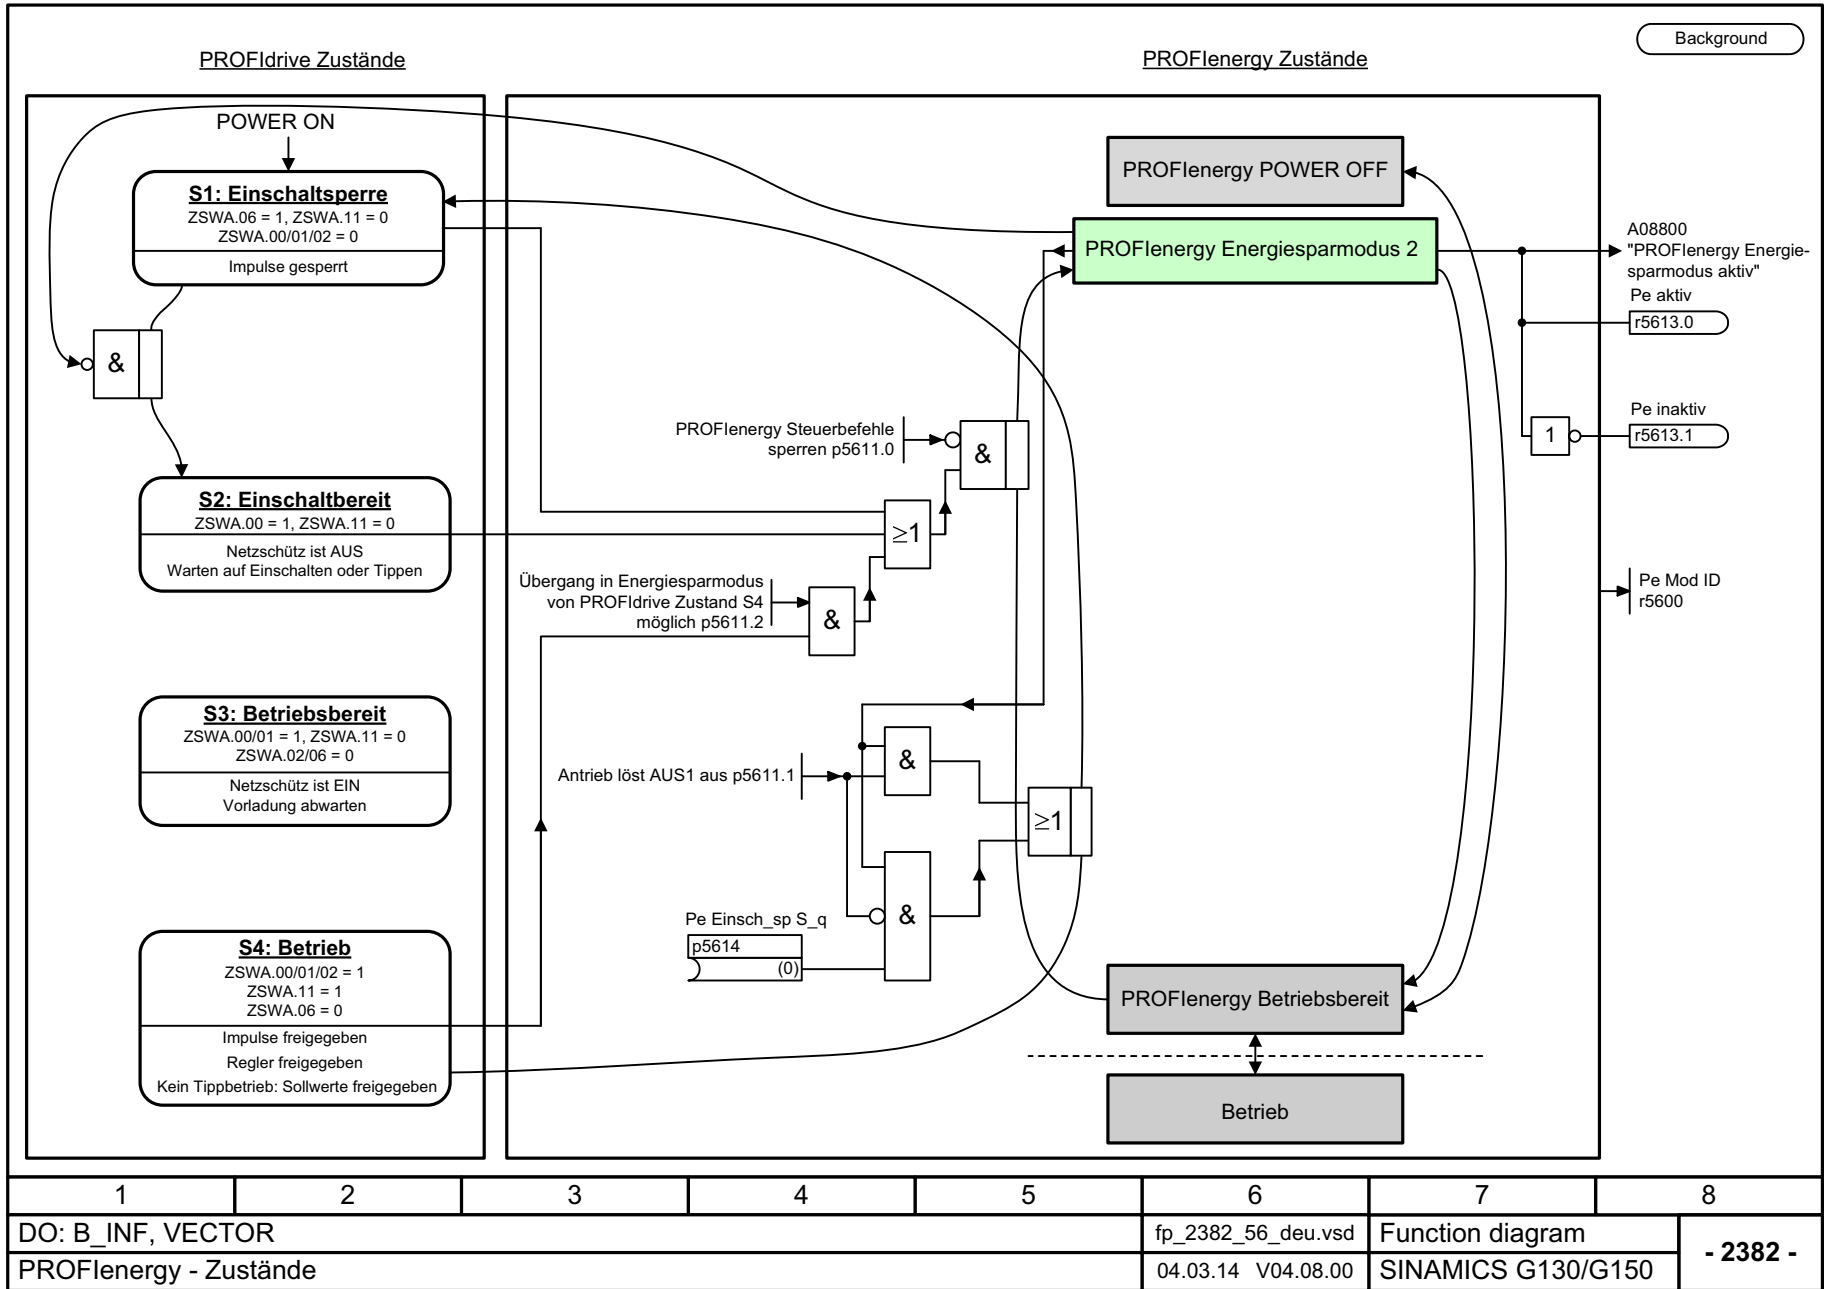 Background
PROFIdrive Zustände
PROFIenergy Zustände
POWER ON
S1: Einschaltsperre
ZSWA.06 = 1, ZSWA.11 = 0
ZSWA.00/01/02 = 0
Impulse gesperrt
&
S2: Einschaltbereit
ZSWA.00 = 1, ZSWA.11 = 0
Netzschütz ist AUS
Warten auf Einschalten oder Tippen
S3: Betriebsbereit
ZSWA.00/01 = 1, ZSWA.11 = 0
ZSWA.02/06 = 0
Netzschütz ist EIN
Vorladung abwarten
S4: Betrieb
ZSWA.00/01/02 = 1
ZSWA.11 = 1
ZSWA.06 = 0
Impulse freigegeben
Regler freigegeben
Kein Tippbetrieb: Sollwerte freigegeben
PROFIenergy Steuerbefehle
sperren p5611.0
&
≥1
Übergang in Energiesparmodus
von PROFIdrive Zustand S4
möglich p5611.2
&
Antrieb löst AUS1 aus p5611.1
&
≥1
&
Pe Einsch_sp S_q
p5614
(0)
PROFIenergy POWER OFF
PROFIenergy Energiesparmodus 2
PROFIenergy Betriebsbereit
Betrieb
A08800
"PROFIenergy Energie-
sparmodus aktiv"
Pe aktiv
r5613.0
Pe inaktiv
1
r5613.1
Pe Mod ID
r5600
1 2 3 4 5 6 7 8
DO: B_INF, VECTOR
fp_2382_56_deu.vsd
Function diagram
- 2382 -
PROFIenergy - Zustände
04.03.14 V04.08.00
SINAMICS G130/G150